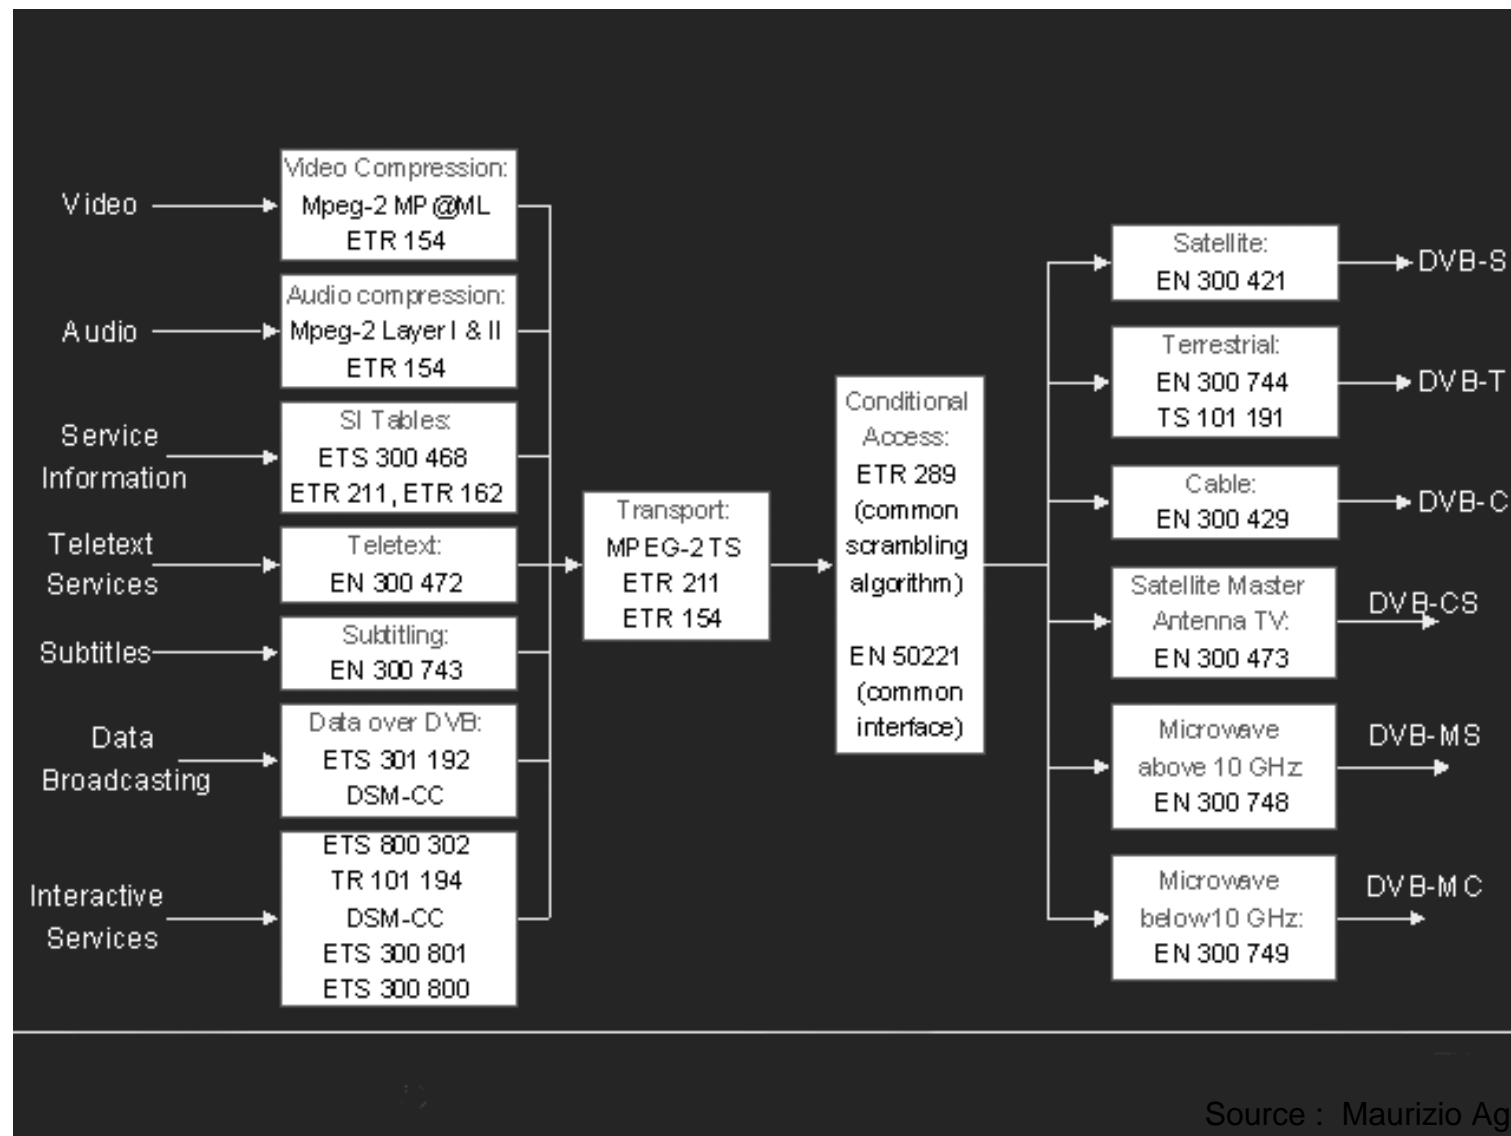 Video
Video Compression:
Mpeg-2 MP@ML
ETR 154
Audio
Audio compression:
Mpeg-2 Layer I & II
ETR 154
Service
Information
SI Tables:
ETS 300 468
ETR 211, ETR 162
Teletext
Services
Teletext:
EN 300 472
Subtitles
Subtitling:
EN 300 743
Data
Broadcasting
Data over DVB:
ETS 301 192
DSM-CC
Interactive
Services
ETS 800 302
TR 101 194
DSM-CC
ETS 300 801
ETS 300 800
Transport:
MPEG-2 TS
ETR 211
ETR 154
Conditional
Access:
ETR 289
(common
scrambling
algorithm)
EN 50221
(common
interface)
Satellite:
EN 300 421
DVB-S
Terrestrial:
EN 300 744
TS 101 191
DVB-T
Cable:
EN 300 429
DVB-C
Satellite Master
Antenna TV:
EN 300 473
DVB-CS
Microwave
above 10 GHz
EN 300 748
DVB-MS
Microwave
below10 GHz:
EN 300 749
DVB-MC
Source : Maurizio Ag